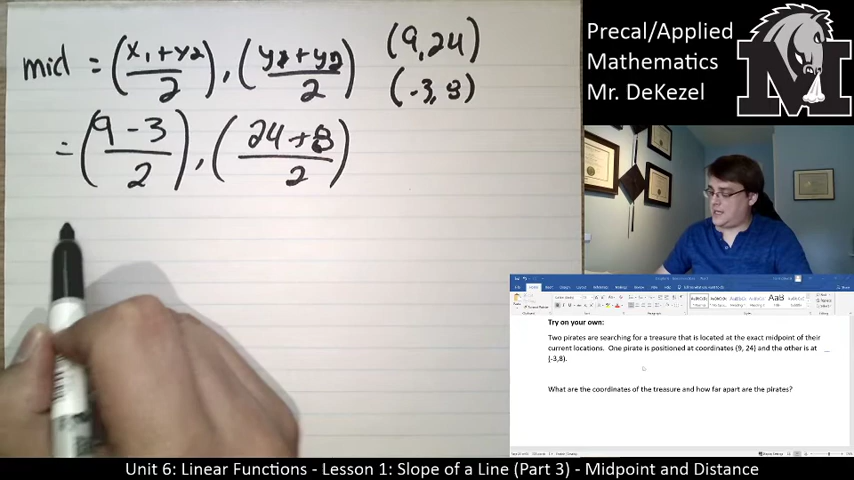 mid = (x₁ + y2 / 2), (y2 + y2 / 2) (9, 24)
(-3, 8)
= (9 - 3 / 2), (24 + 8 / 2)
Precal/Applied
Mathematics
Mr. DeKezel
M
Try on your own:
Two pirates are searching for a treasure that is located at the exact midpoint of their
current locations. One pirate is positioned at coordinates (9, 24) and the other is at
(-3,8).
What are the coordinates of the treasure and how far apart are the pirates?
Unit 6: Linear Functions - Lesson 1: Slope of a Line (Part 3) - Midpoint and Distance